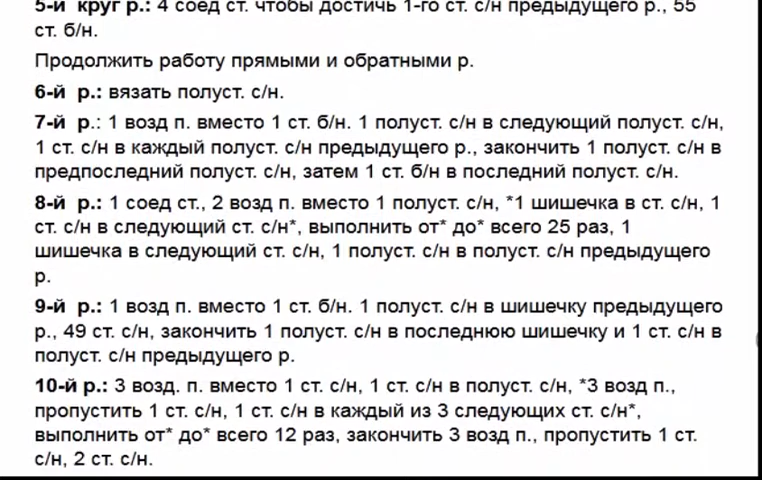 5-й круг р.: 4 соед ст. чтобы достичь 1-го ст. с/н предыдущего р., 55
ст. б/н.
Продолжить работу прямыми и обратными р.
6-й р.: вязать полуст. с/н.
7-й р.: 1 возд п. вместо 1 ст. б/н. 1 полуст. с/н в следующий полуст. с/н,
1 ст. с/н в каждый полуст. с/н предыдущего р., закончить 1 полуст. с/н в
предпоследний полуст. с/н, затем 1 ст. б/н в последний полуст. с/н.
8-й р.: 1 соед ст., 2 возд п. вместо 1 полуст. с/н, *1 шишечка в ст. с/н, 1
ст. с/н в следующий ст. с/н*, выполнить от* до* всего 25 раз, 1
шишечка в следующий ст. с/н, 1 полуст. с/н в полуст. с/н предыдущего
р.
9-й р.: 1 возд п. вместо 1 ст. б/н. 1 полуст. с/н в шишечку предыдущего
р., 49 ст. с/н, закончить 1 полуст. с/н в последнюю шишечку и 1 ст. с/н в
полуст. с/н предыдущего р.
10-й р.: 3 возд. п. вместо 1 ст. с/н, 1 ст. с/н в полуст. с/н, *3 возд п.,
пропустить 1 ст. с/н, 1 ст. с/н в каждый из 3 следующих ст. с/н*,
выполнить от* до* всего 12 раз, закончить 3 возд п., пропустить 1 ст.
с/н, 2 ст. с/н.